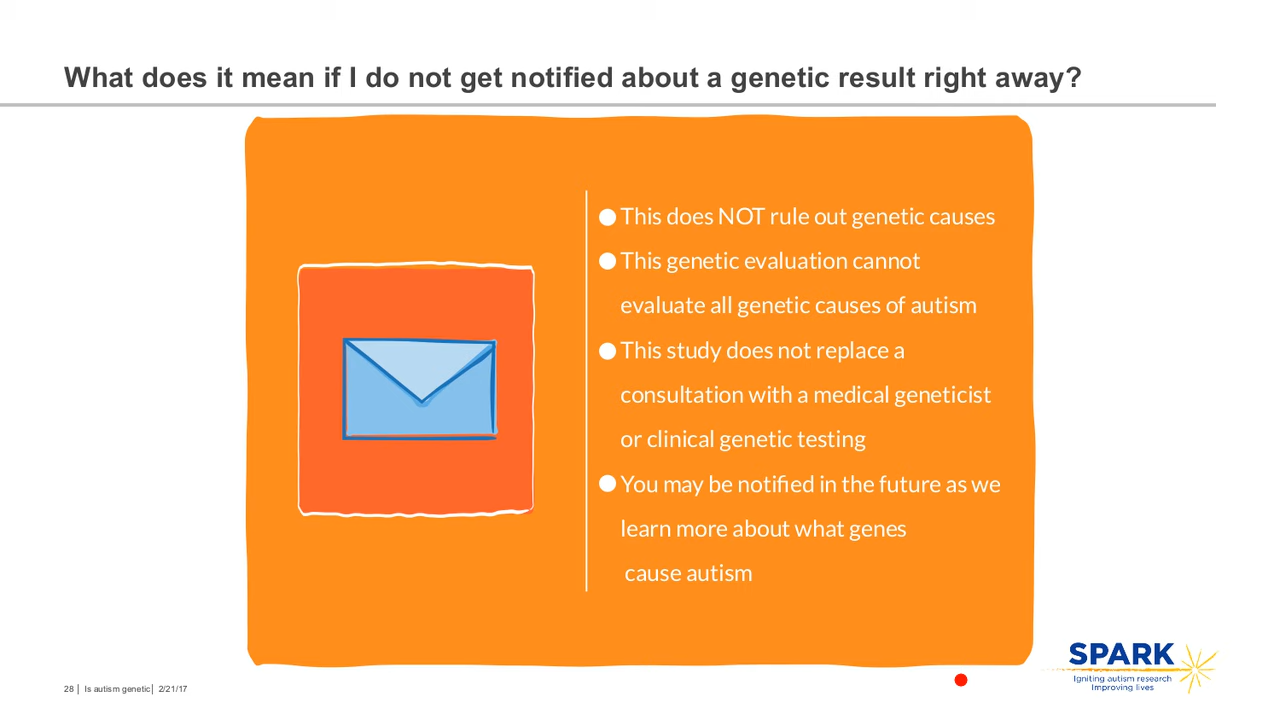 What does it mean if I do not get notified about a genetic result right away?
● This does NOT rule out genetic causes
● This genetic evaluation cannot
evaluate all genetic causes of autism
● This study does not replace a
consultation with a medical geneticist
or clinical genetic testing
● You may be notified in the future as we
learn more about what genes
cause autism
SPARK
Igniting autism research
Improving lives
28 | Is autism genetic| 2/21/17